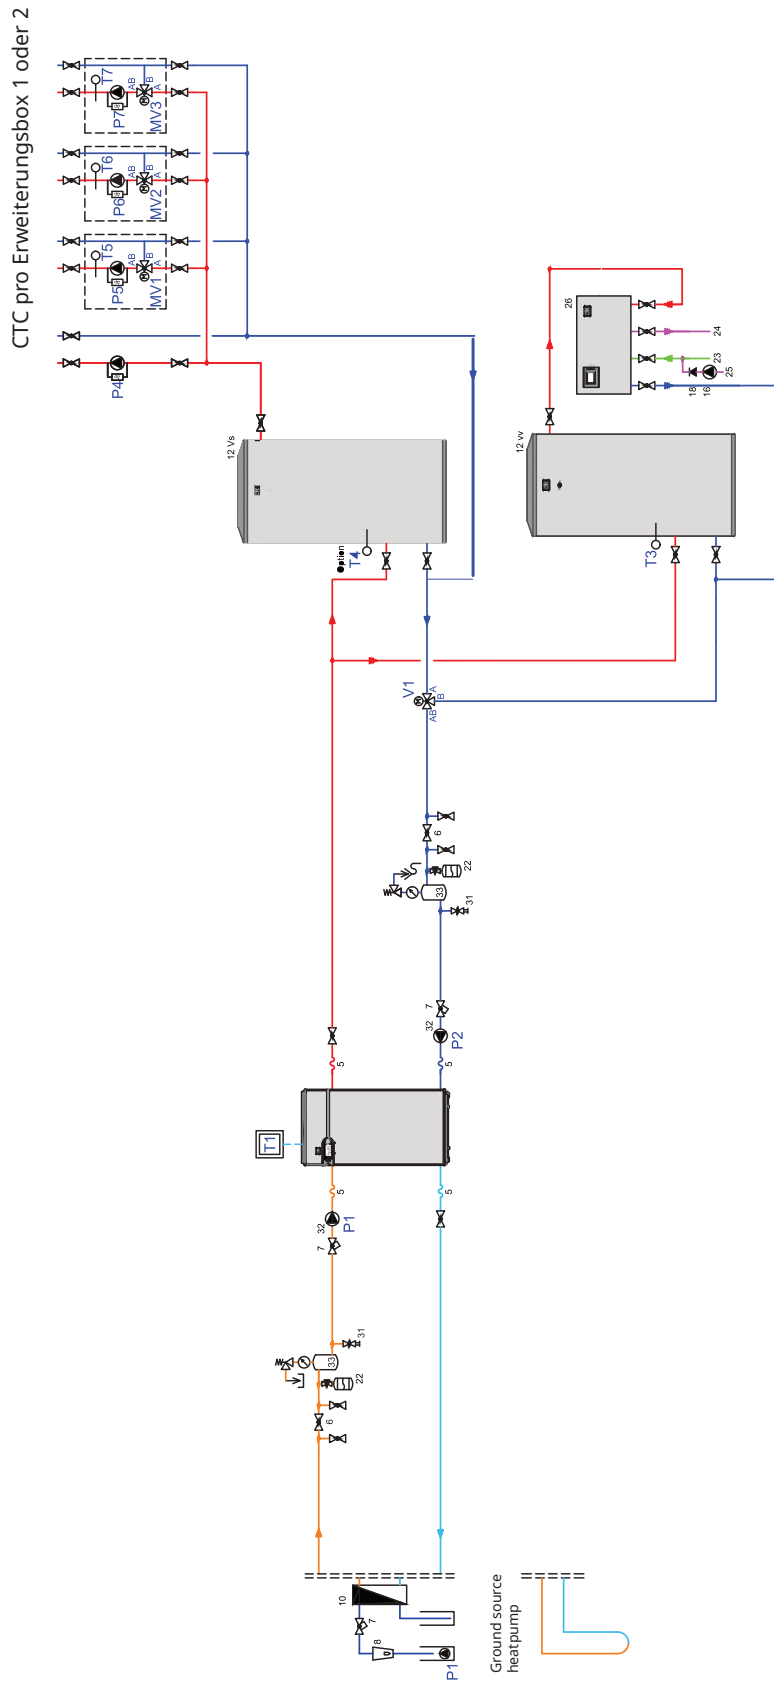 CTC pro Erweiterungsbox 1 oder 2
T7
B
AB
A
P7
MV3
T6
B
AB
A
P6
MV2
T5
B
AB
A
P5
MV1
P4
12 Vs
Option
T4
26
24
23
25
18
16
12 vv
T3
V1
A
B
AB
6
22
33
31
7
32
P2
5
5
T1
5
5
32
P1
7
31
33
22
6
10
7
8
P1
Ground source
heatpump